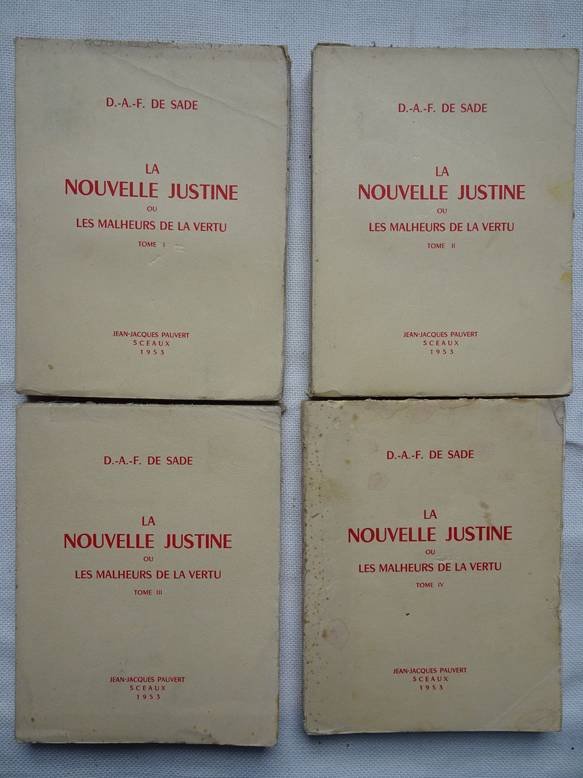 D.-A.-F. DE SADE
LA
NOUVELLE JUSTINE
OU
LES MALHEURS DE LA VERTU
TOME I
JEAN-JACQUES PAUVERT
SCEAUX
1953
D.-A.-F. DE SADE
LA
NOUVELLE JUSTINE
OU
LES MALHEURS DE LA VERTU
TOME II
JEAN-JACQUES PAUVERT
SCEAUX
1953
D.-A.-F. DE SADE
LA
NOUVELLE JUSTINE
OU
LES MALHEURS DE LA VERTU
TOME III
JEAN-JACQUES PAUVERT
SCEAUX
1953
D.-A.-F. DE SADE
LA
NOUVELLE JUSTINE
OU
LES MALHEURS DE LA VERTU
TOME IV
JEAN-JACQUES PAUVERT
SCEAUX
1953